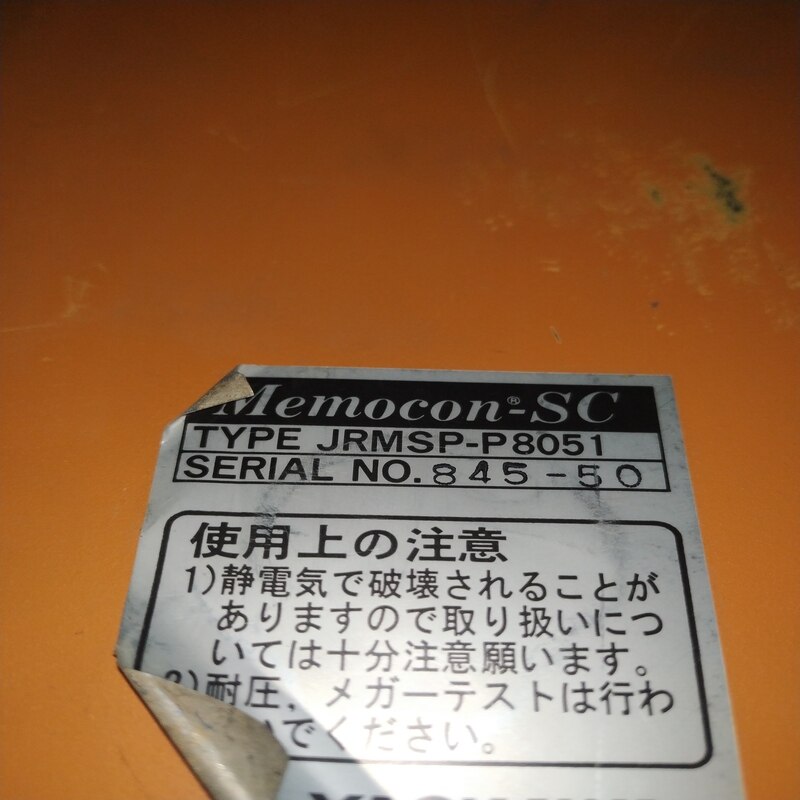 Memocon®-SC
TYPE JRMSP-P8051
SERIAL NO. 845-50
使用上の注意
1)静電気で破壊されることが
ありますので取り扱いにつ
いては十分注意願います。
2)耐圧，メガーテストは行わ
いでください。